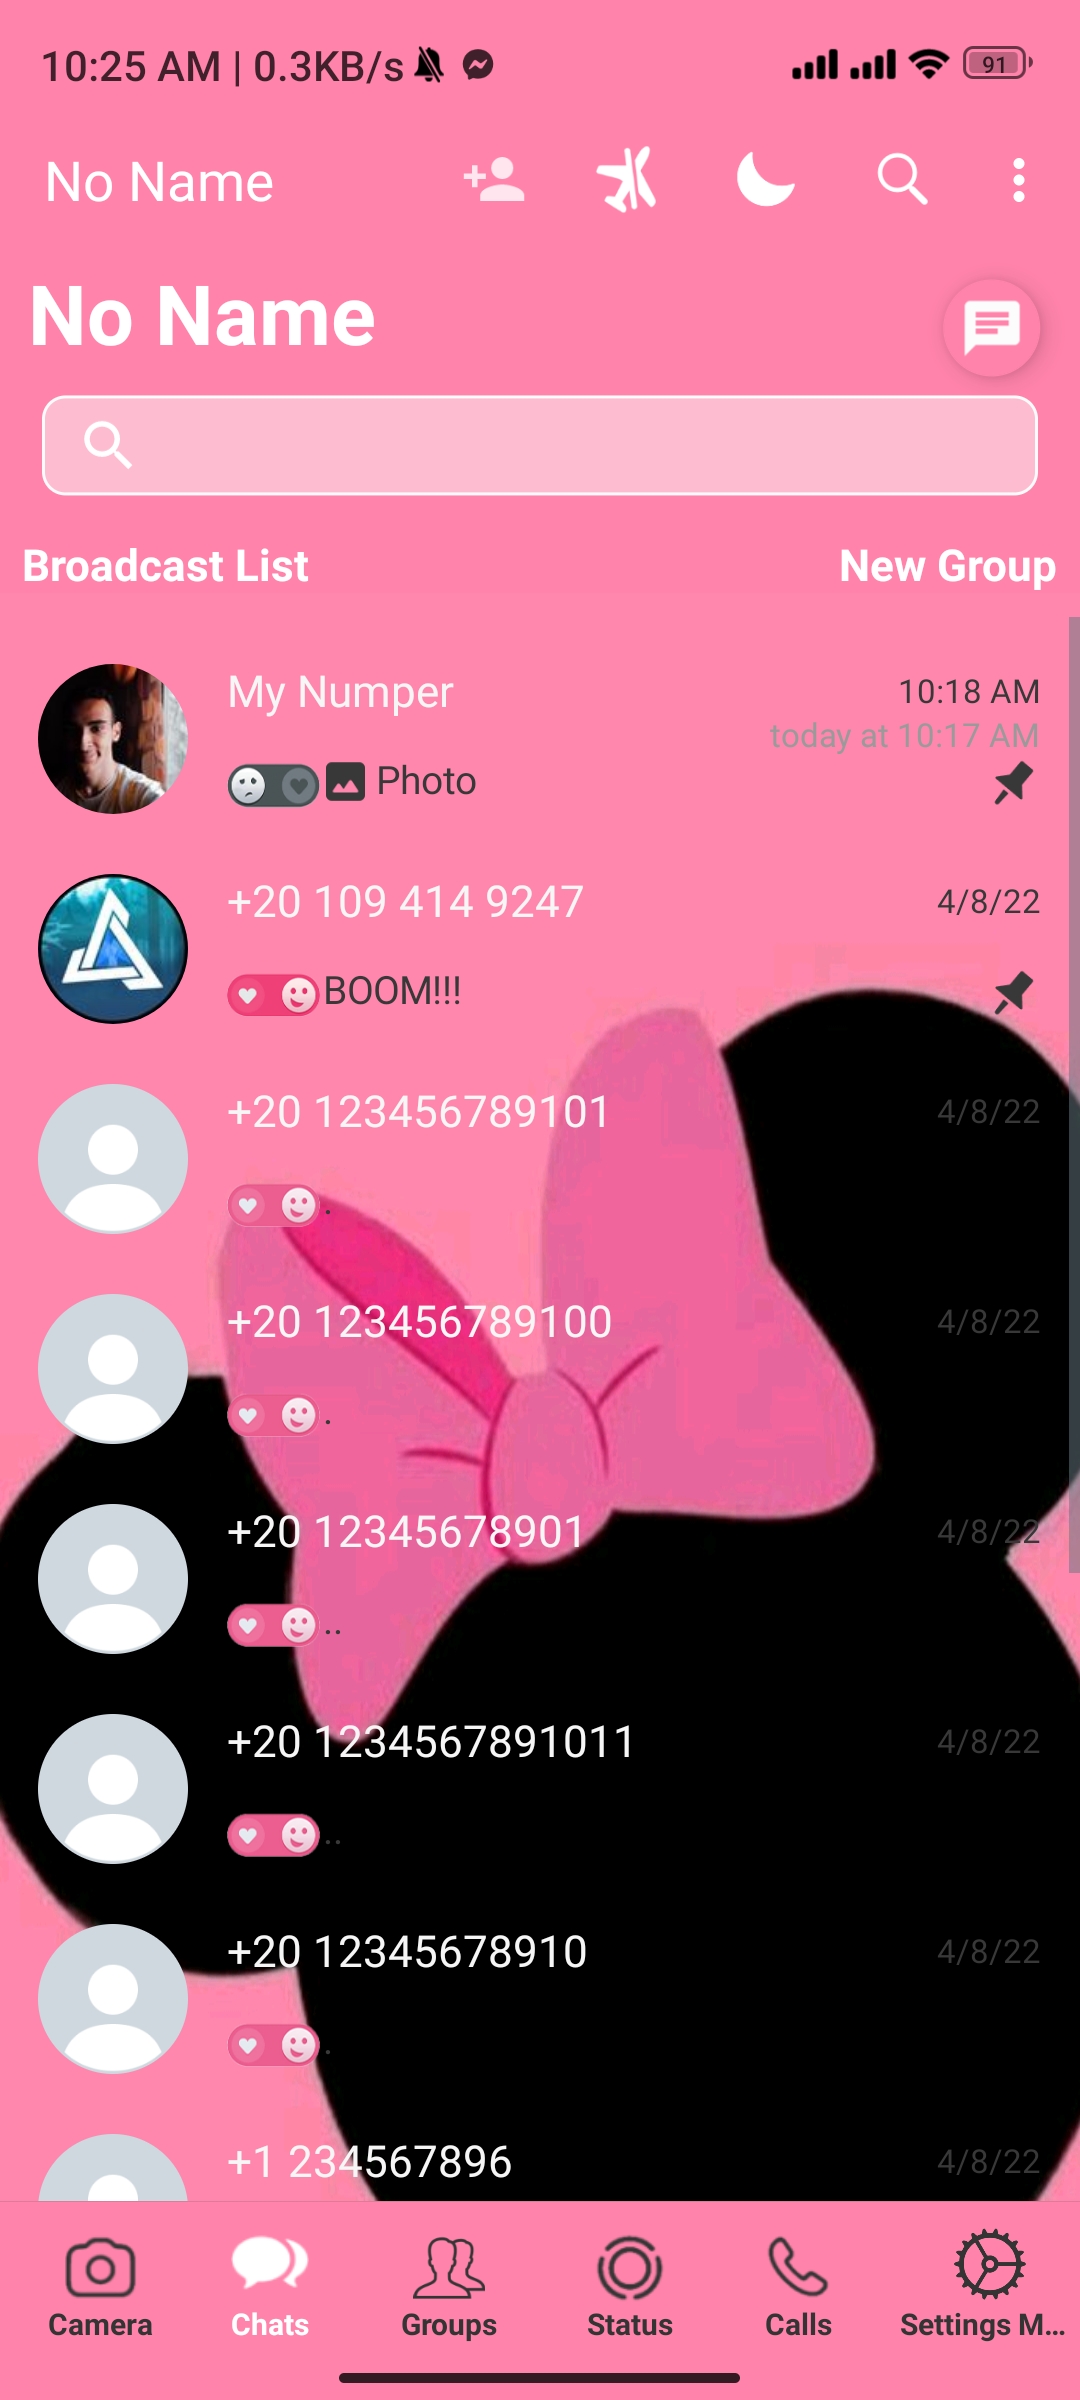 10:25 AM | 0.3KB/s
91
No Name
No Name
Broadcast List
New Group
My Numper
10:18 AM
today at 10:17 AM
Photo
+20 109 414 9247
4/8/22
BOOM!!!
+20 123456789101
4/8/22
.
+20 123456789100
4/8/22
.
+20 12345678901
4/8/22
..
+20 1234567891011
4/8/22
..
+20 12345678910
4/8/22
.
+1 234567896
4/8/22
Camera
Chats
Groups
Status
Calls
Settings M...